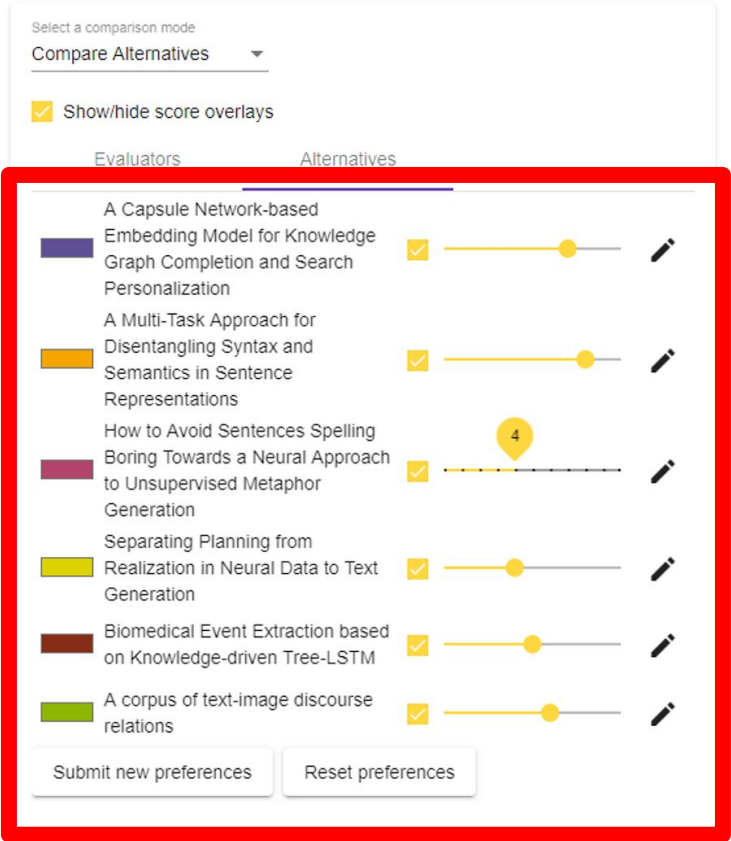 Select a comparison mode
Compare Alternatives
Show/hide score overlays
Evaluators Alternatives
A Capsule Network-based
Embedding Model for Knowledge
Graph Completion and Search
Personalization
A Multi-Task Approach for
Disentangling Syntax and
Semantics in Sentence
Representations
How to Avoid Sentences Spelling
Boring Towards a Neural Approach
to Unsupervised Metaphor
Generation
4
Separating Planning from
Realization in Neural Data to Text
Generation
Biomedical Event Extraction based
on Knowledge-driven Tree-LSTM
A corpus of text-image discourse
relations
Submit new preferences Reset preferences